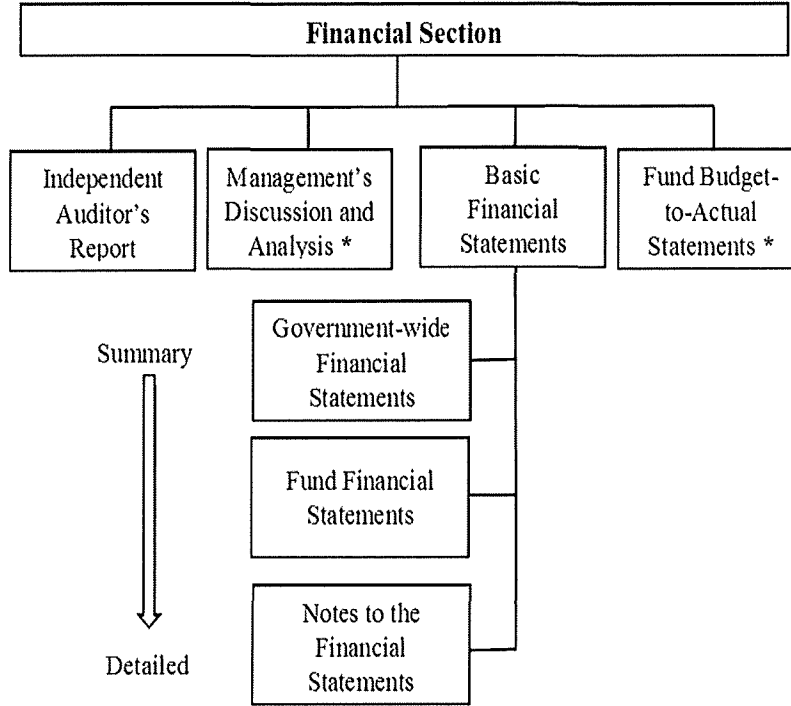 Financial Section
Independent
Auditor's
Report
Management's
Discussion and
Analysis *
Basic
Financial
Statements
Fund Budget-
to-Actual
Statements *
Government-wide
Financial
Statements
Summary
Fund Financial
Statements
Notes to the
Financial
Statements
Detailed